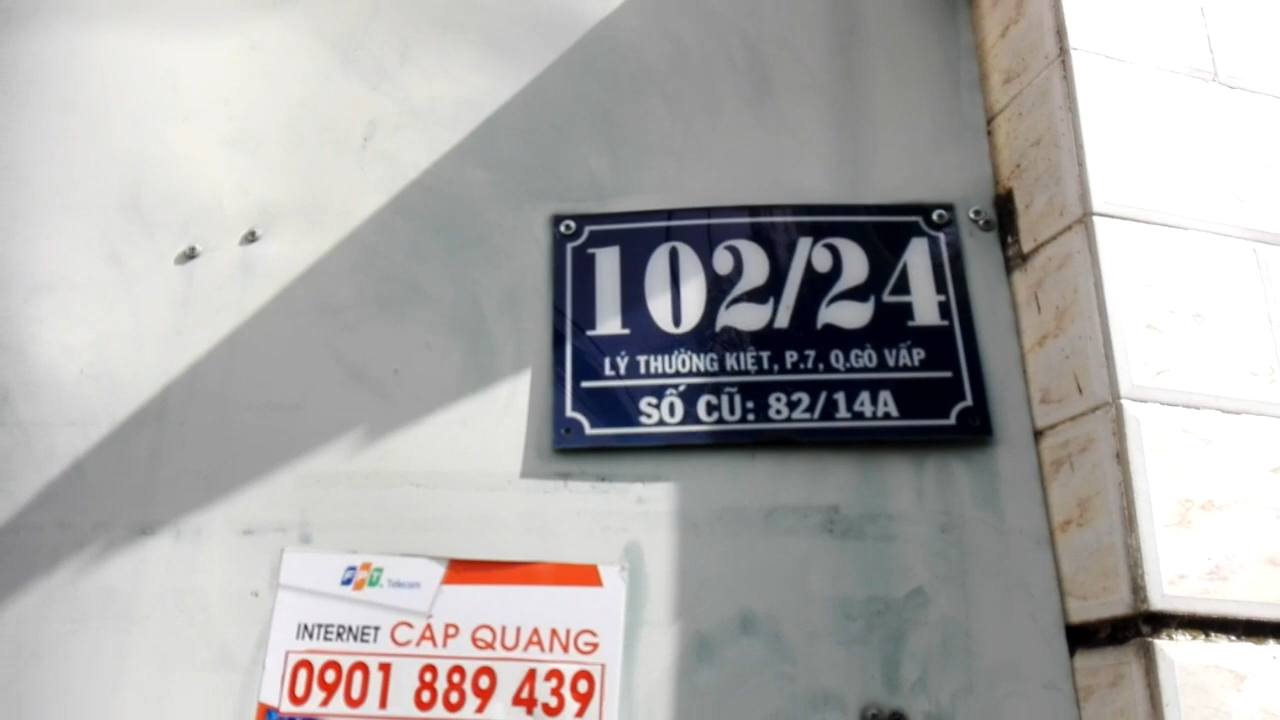 102/24
LÝ THƯỜNG KIỆT, P.7, Q.GÒ VẤP
SỐ CŨ: 82/14A
FPT Telecom
INTERNET CÁP QUANG
0901 889 439